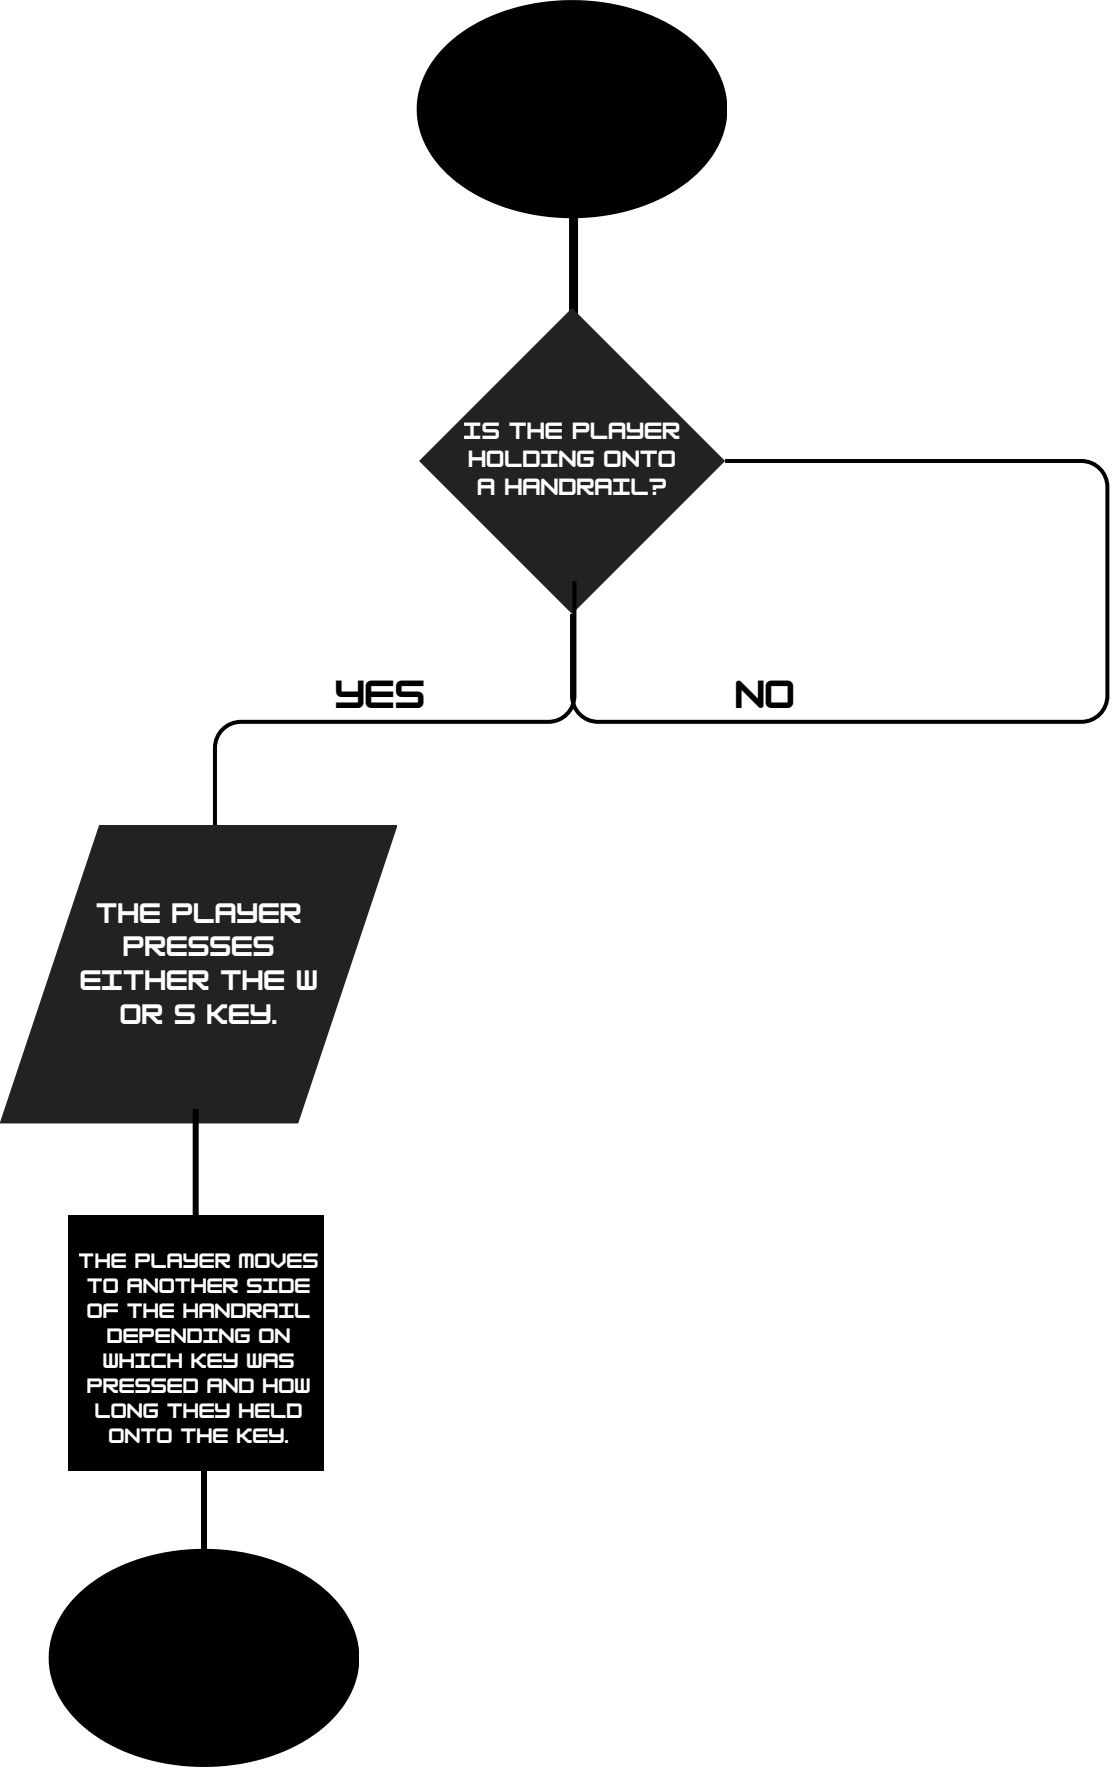 IS THE PLAYER
HOLDING ONTO
A HANDRAIL?
YES
NO
THE PLAYER
PRESSES
EITHER THE W
OR S KEY.
THE PLAYER MOVES
TO ANOTHER SIDE
OF THE HANDRAIL
DEPENDING ON
WHICH KEY WAS
PRESSED AND HOW
LONG THEY HELD
ONTO THE KEY.